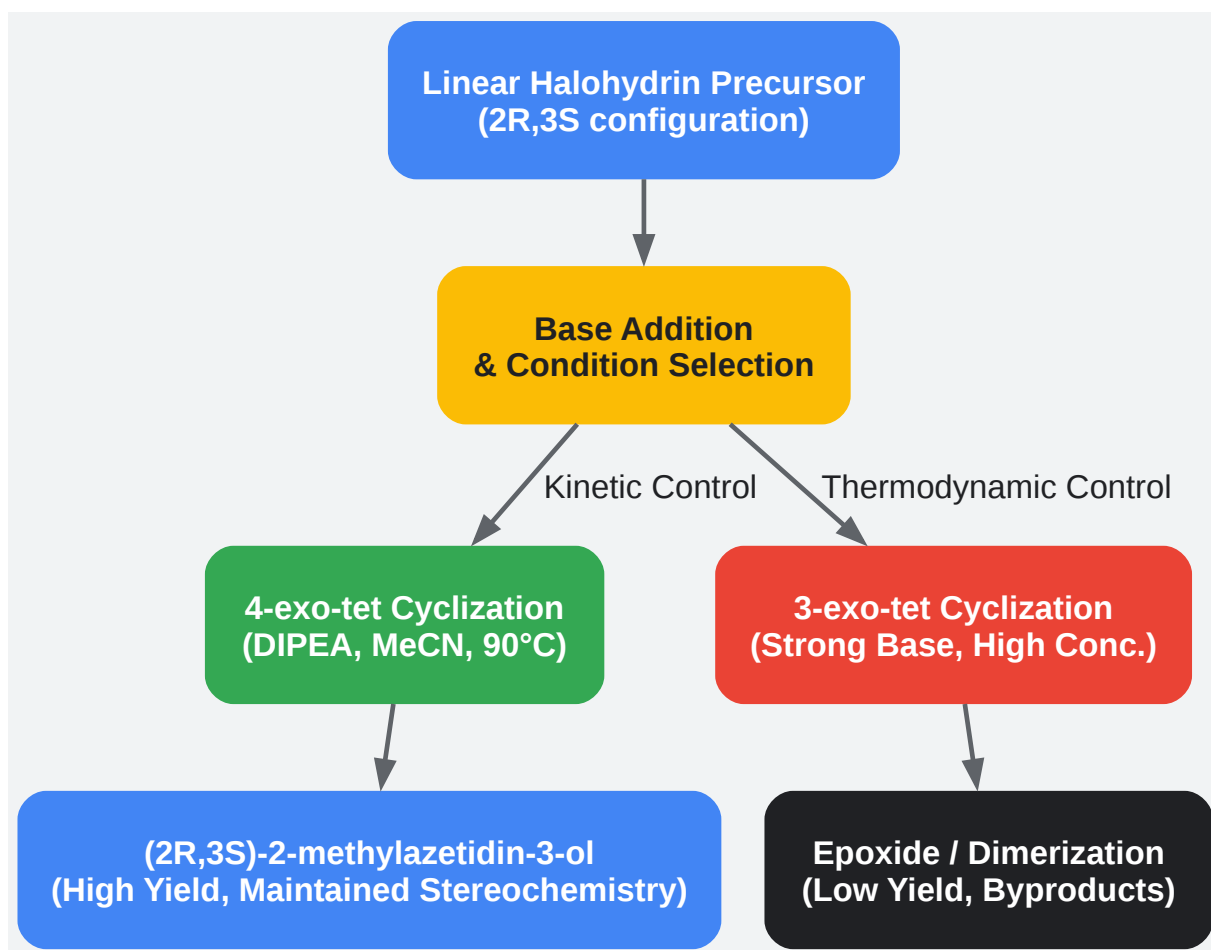 Linear Halohydrin Precursor
(2R,3S configuration)
Base Addition
& Condition Selection
Kinetic Control
Thermodynamic Control
4-exo-tet Cyclization
(DIPEA, MeCN, 90°C)
3-exo-tet Cyclization
(Strong Base, High Conc.)
(2R,3S)-2-methylazetidin-3-ol
(High Yield, Maintained Stereochemistry)
Epoxide / Dimerization
(Low Yield, Byproducts)